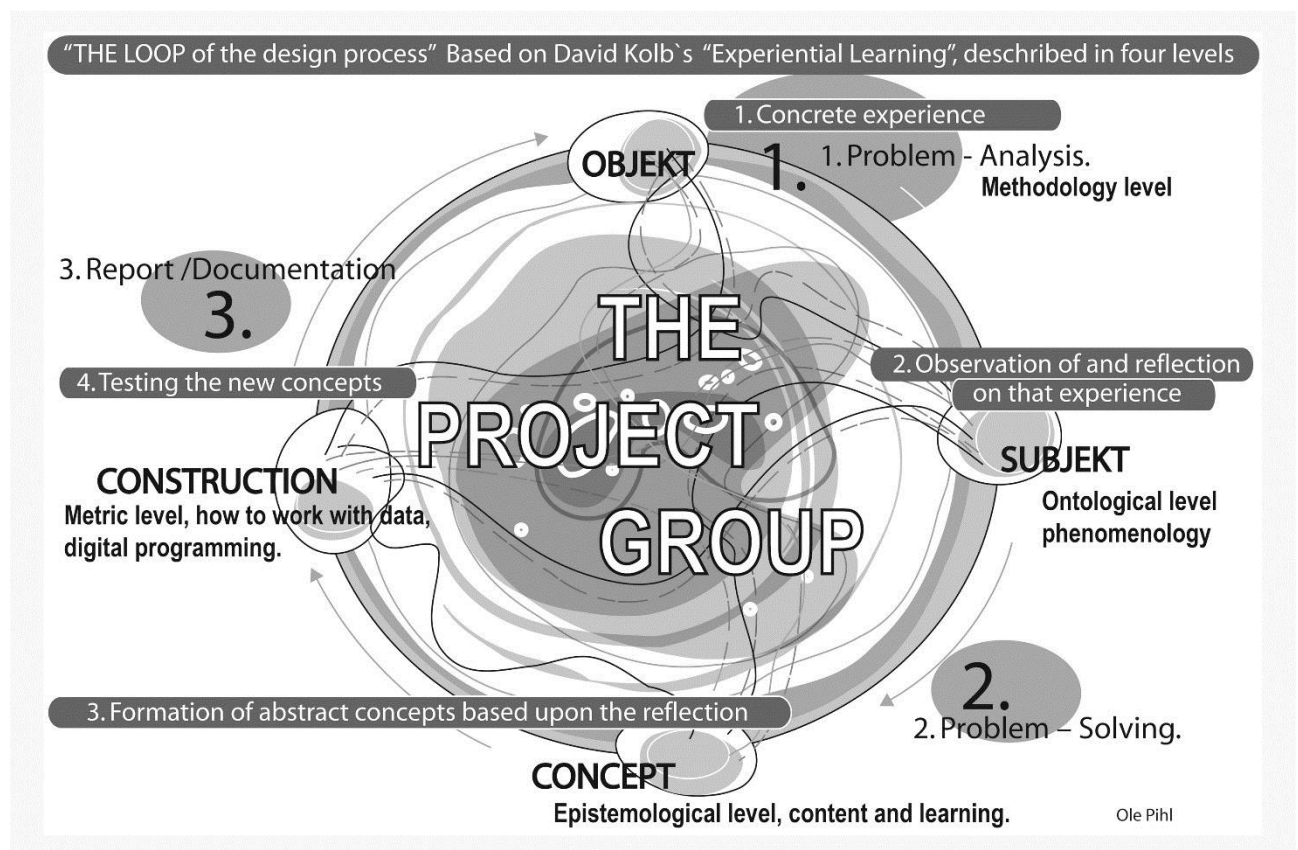 “THE LOOP of the design process” Based on David Kolb`s “Experiential Learning”, deschribed in four levels
1. Concrete experience
OBJEKT
1.
1. Problem - Analysis.
Methodology level
3. Report /Documentation
3.
THE
PROJECT
GROUP
2. Observation of and reflection
on that experience
4. Testing the new concepts
SUBJEKT
Ontological level
phenomenology
CONSTRUCTION
Metric level, how to work with data,
digital programming.
2.
2. Problem – Solving.
3. Formation of abstract concepts based upon the reflection
CONCEPT
Epistemological level, content and learning.
Ole Pihl